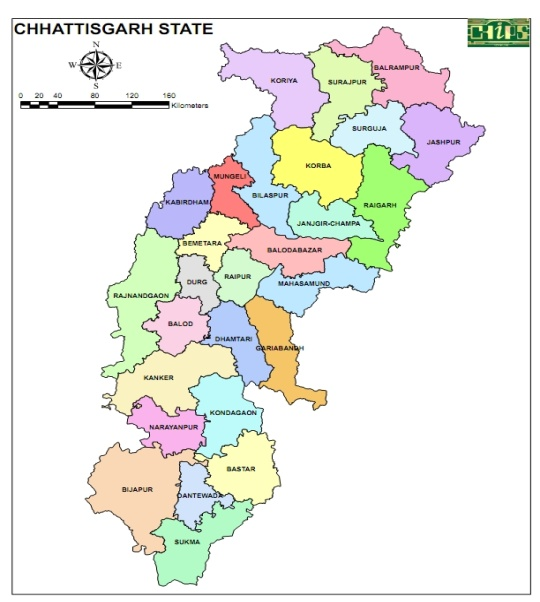 CHHATTISGARH STATE
CHiPS
N
W E
S
0 20 40 80 120 160
Kilometers
BALRAMPUR
KORIYA
SURAJPUR
SURGUJA
JASHPUR
KORBA
MUNGELI
BILASPUR
KABIRDHAM
RAIGARH
JANJGIR-CHAMPA
BEMETARA
BALODABAZAR
RAIPUR
DURG
MAHASAMUND
RAJNANDGAON
BALOD
DHAMTARI
GARIABANDH
KANKER
KONDAGAON
NARAYANPUR
BASTAR
BIJAPUR
DANTEWADA
SUKMA